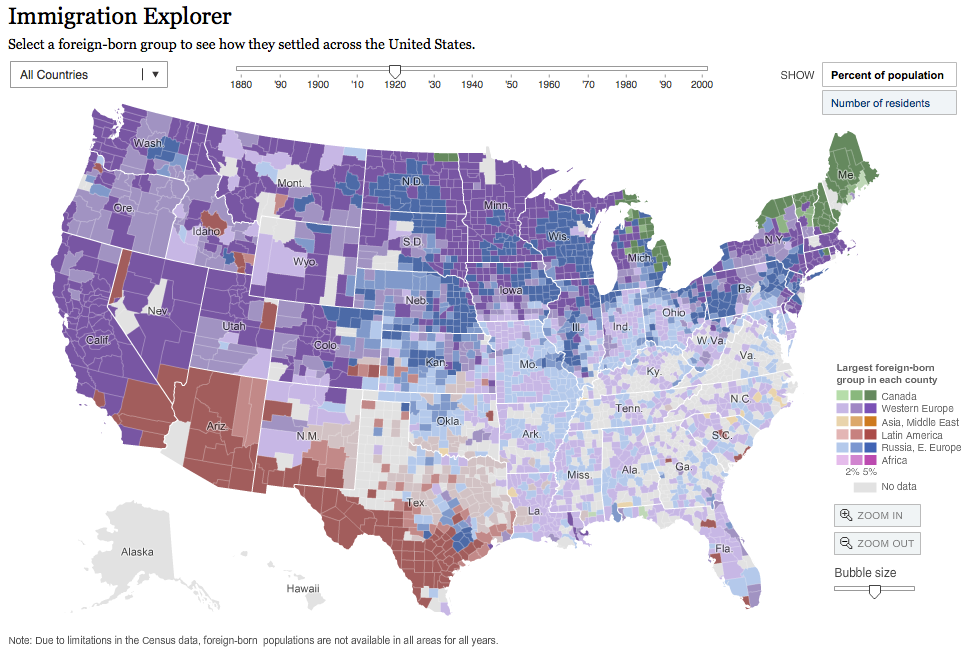 Immigration Explorer
Select a foreign-born group to see how they settled across the United States.
All Countries
1880 '90 1900 '10 1920 '30 1940 '50 1960 '70 1980 '90 2000
SHOW
Percent of population
Number of residents
Wash.
Mont.
N.D.
Minn.
Me.
Ore.
Idaho
S.D.
Wis.
Mich.
N.Y.
Wyo.
Iowa
Pa.
Neb.
Nev.
Utah
Ill.
Ind.
Ohio
Calif.
Colo.
Kan.
Mo.
W.Va.
Va.
Ky.
N.C.
Tenn.
Ariz.
N.M.
Okla.
Ark.
S.C.
Miss.
Ala.
Ga.
Tex.
La.
Fla.
Alaska
Hawaii
Largest foreign-born
group in each county
Canada
Western Europe
Asia, Middle East
Latin America
Russia, E. Europe
Africa
2% 5%
No data
ZOOM IN
ZOOM OUT
Bubble size
Note: Due to limitations in the Census data, foreign-born populations are not available in all areas for all years.